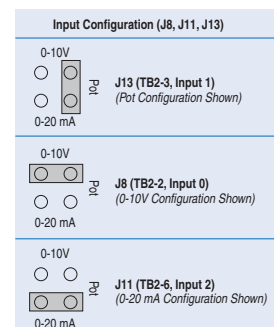 Input Configuration (J8, J11, J13)
0-10V
Pot
0-20 mA
J13 (TB2-3, Input 1)
(Pot Configuration Shown)
0-10V
Pot
0-20 mA
J8 (TB2-2, Input 0)
(0-10V Configuration Shown)
0-10V
Pot
0-20 mA
J11 (TB2-6, Input 2)
(0-20 mA Configuration Shown)